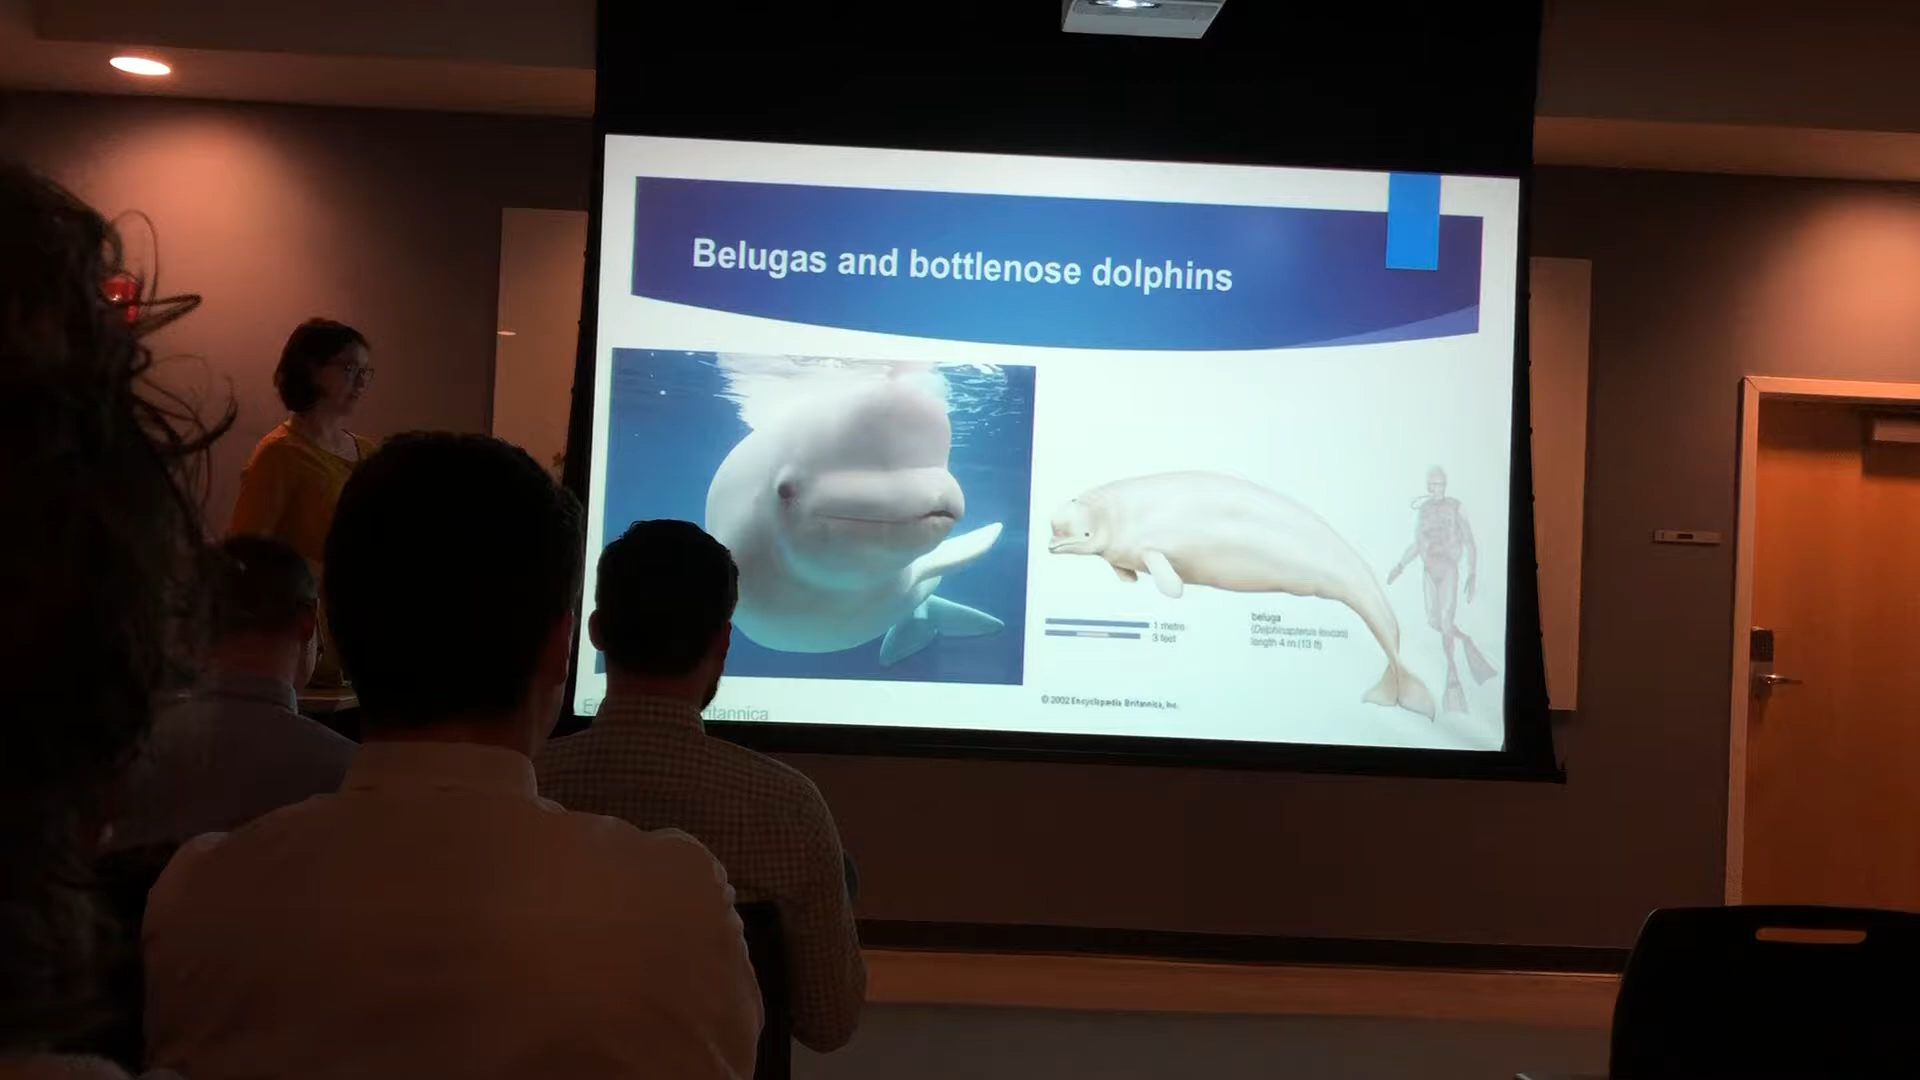 Belugas and bottlenose dolphins
1 metre
3 feet
beluga
(Delphinapterus leucas)
length 4 m (13 ft)
© 2002 Encyclopædia Britannica, Inc.